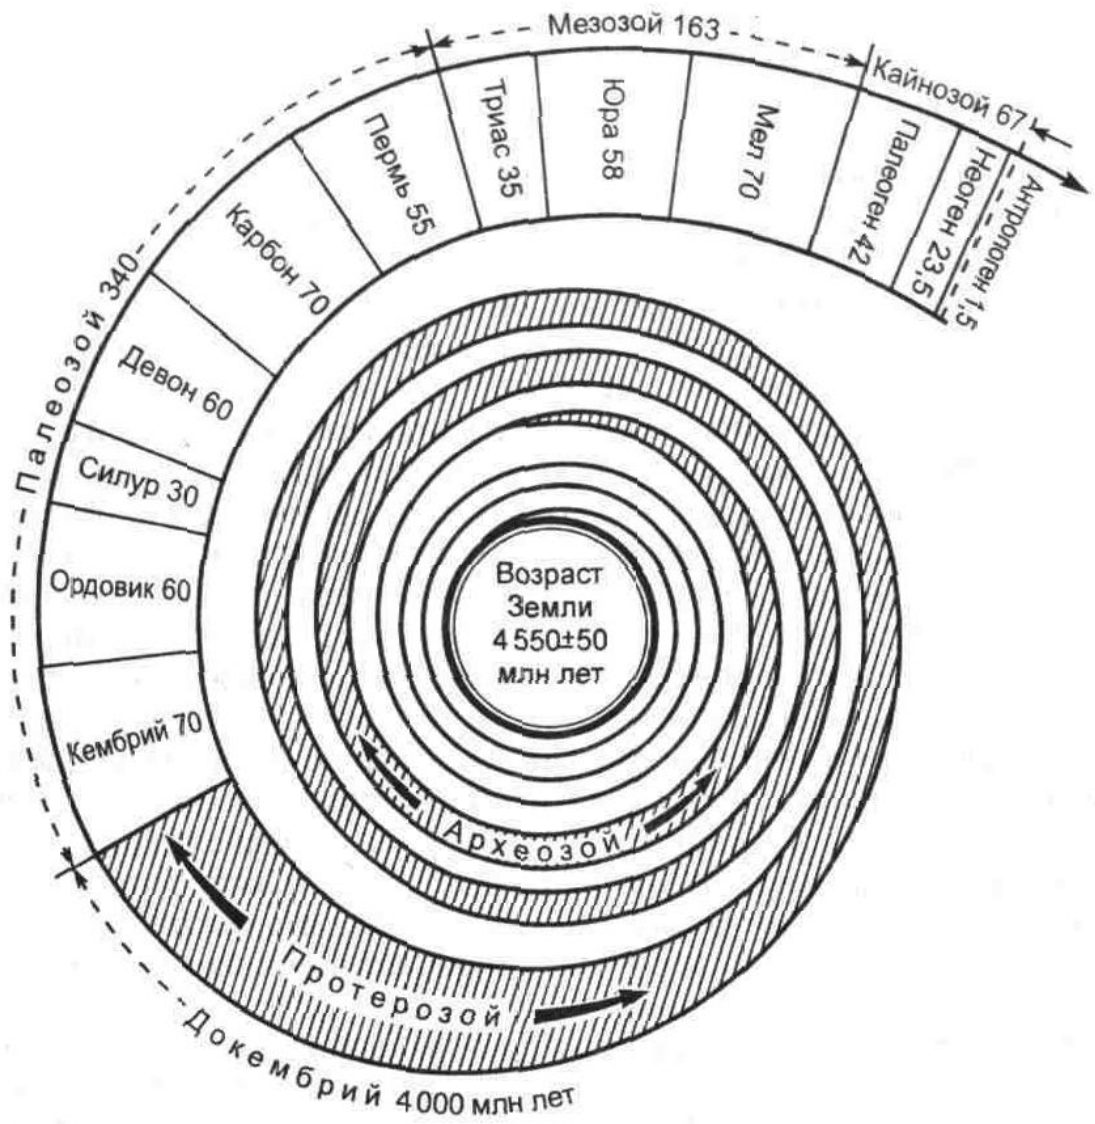 Мезозой 163
Кайнозой 67
Триас 35
Юра 58
Мел 70
Палеоген 42
Неоген 23,5
Антропоген 1,5
Пермь 55
Карбон 70
Палеозой 340
Девон 60
Силур 30
Ордовик 60
Кембрий 70
Возраст
Земли
4 550±50
млн лет
Археозой
Протерозой
Докембрий 4000 млн лет